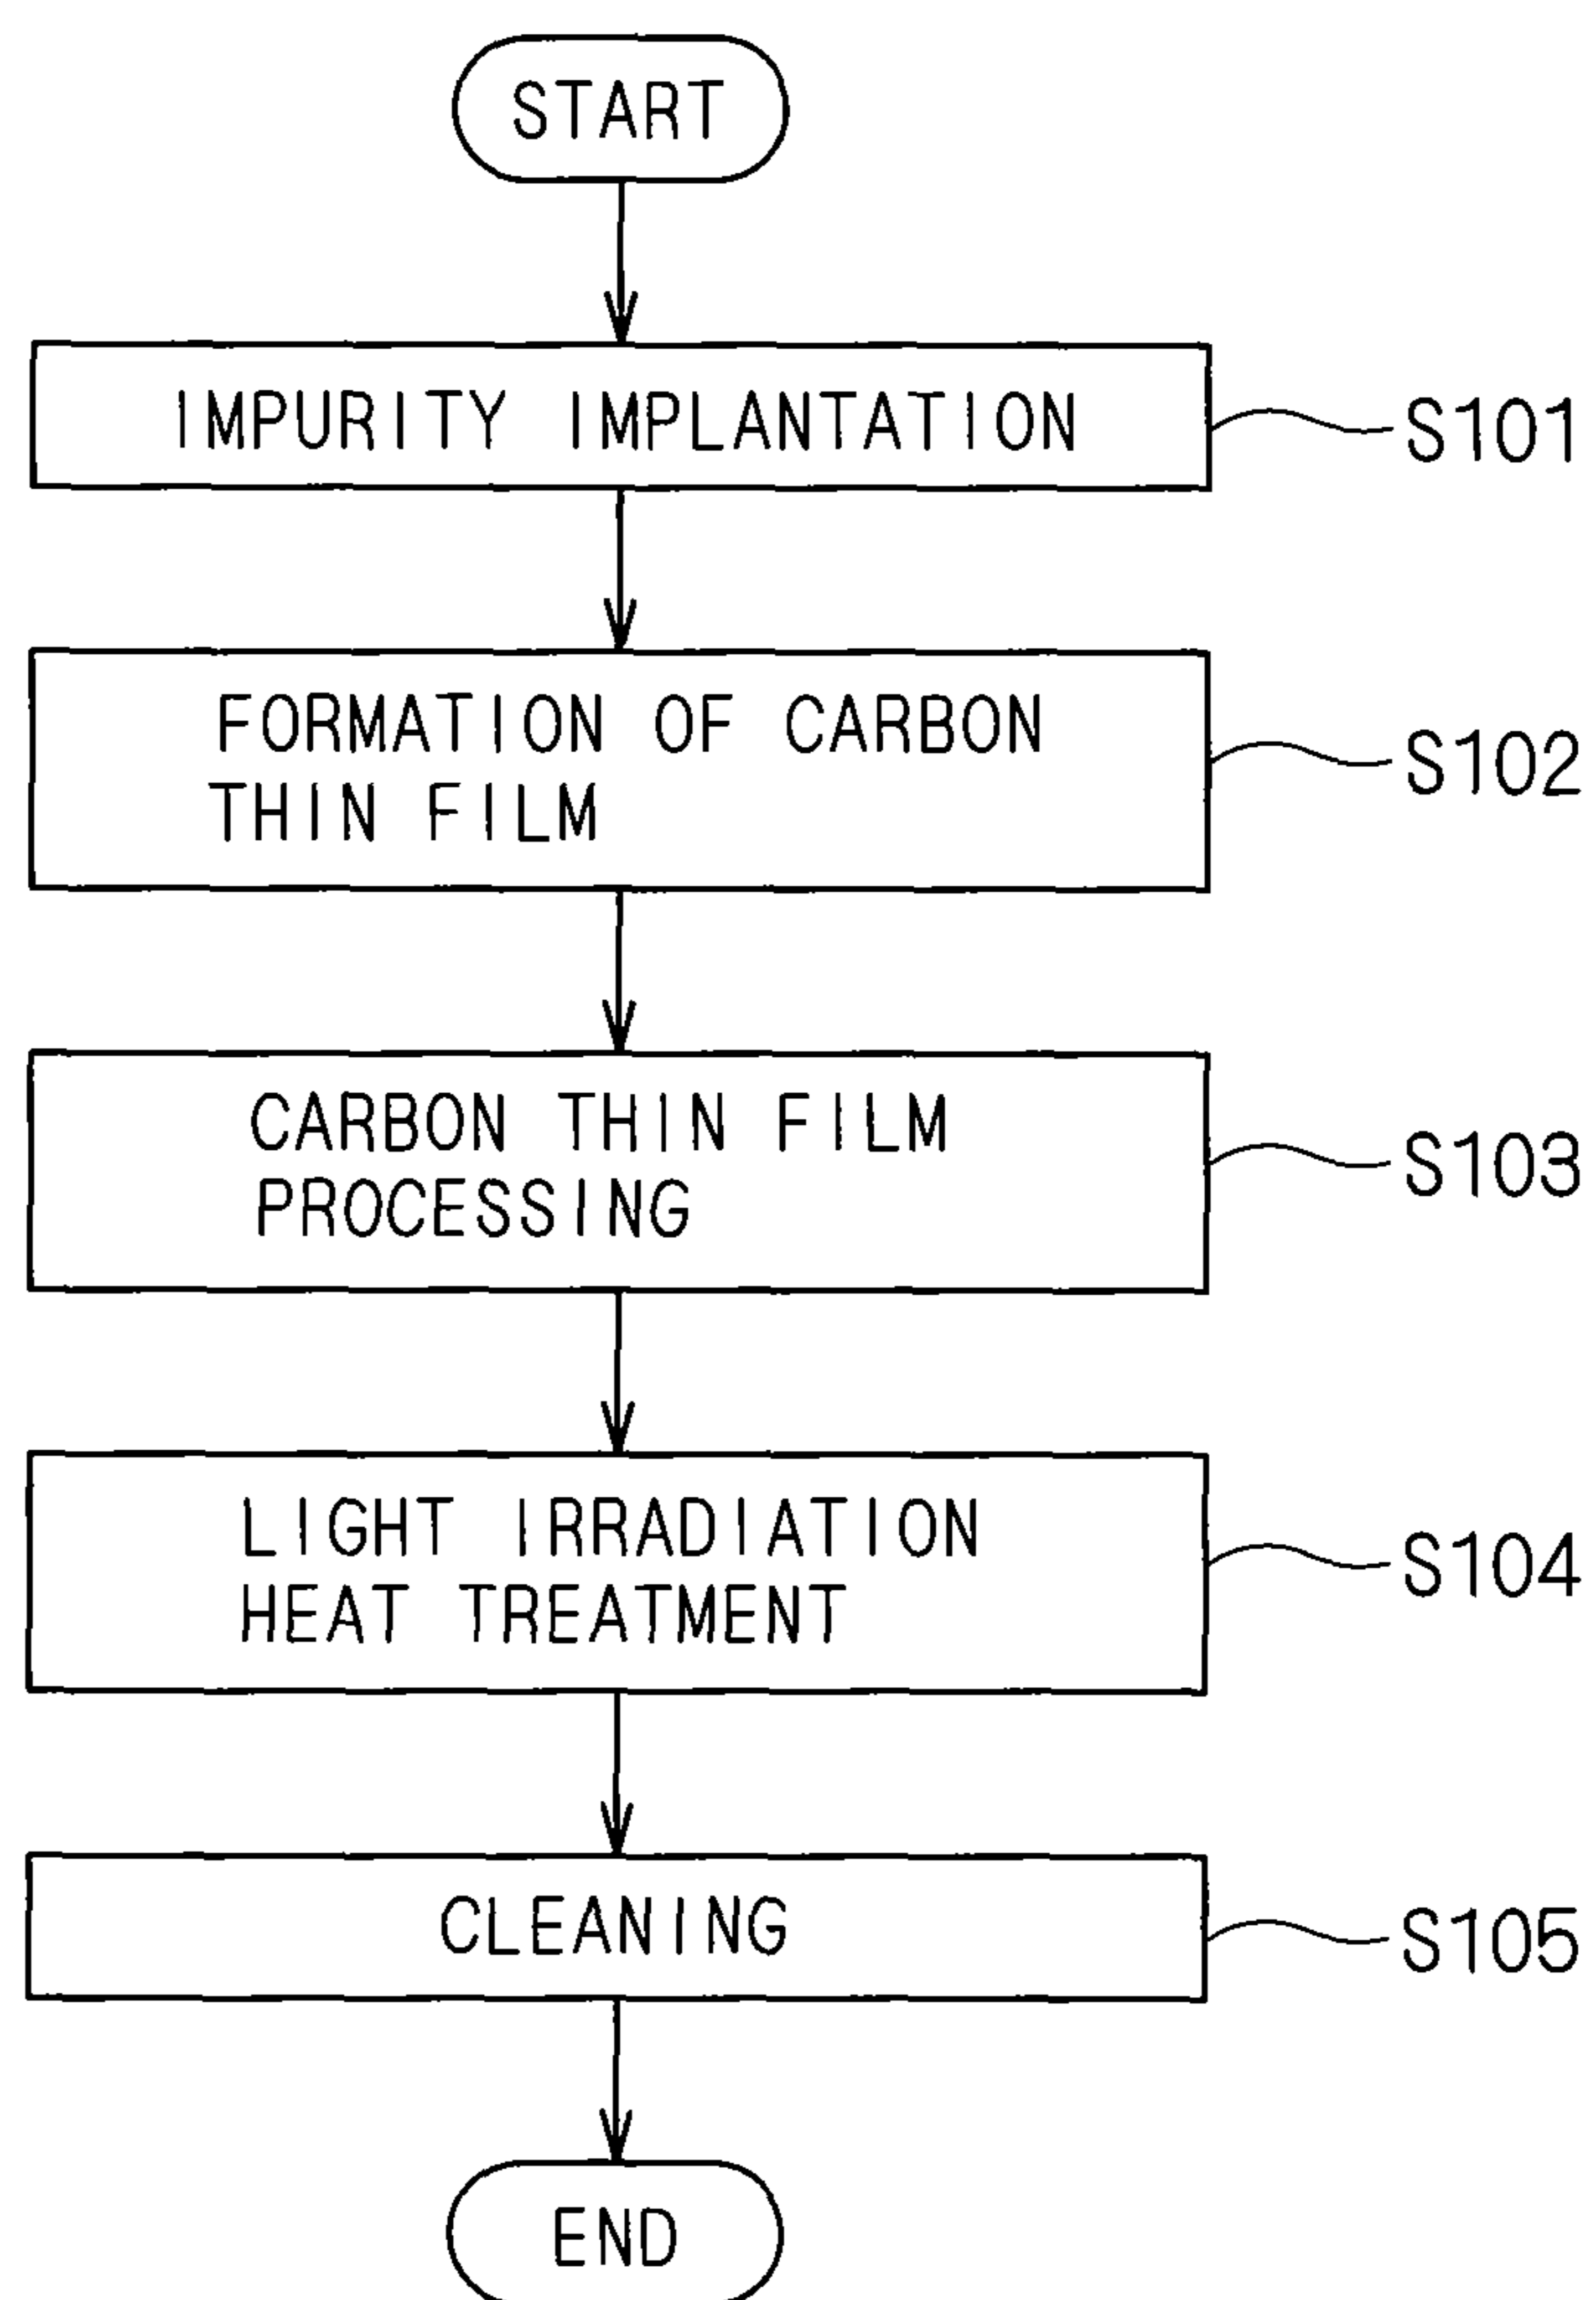 START
IMPURITY IMPLANTATION
S101
FORMATION OF CARBON
THIN FILM
S102
CARBON THIN FILM
PROCESSING
S103
LIGHT IRRADIATION
HEAT TREATMENT
S104
CLEANING
S105
END